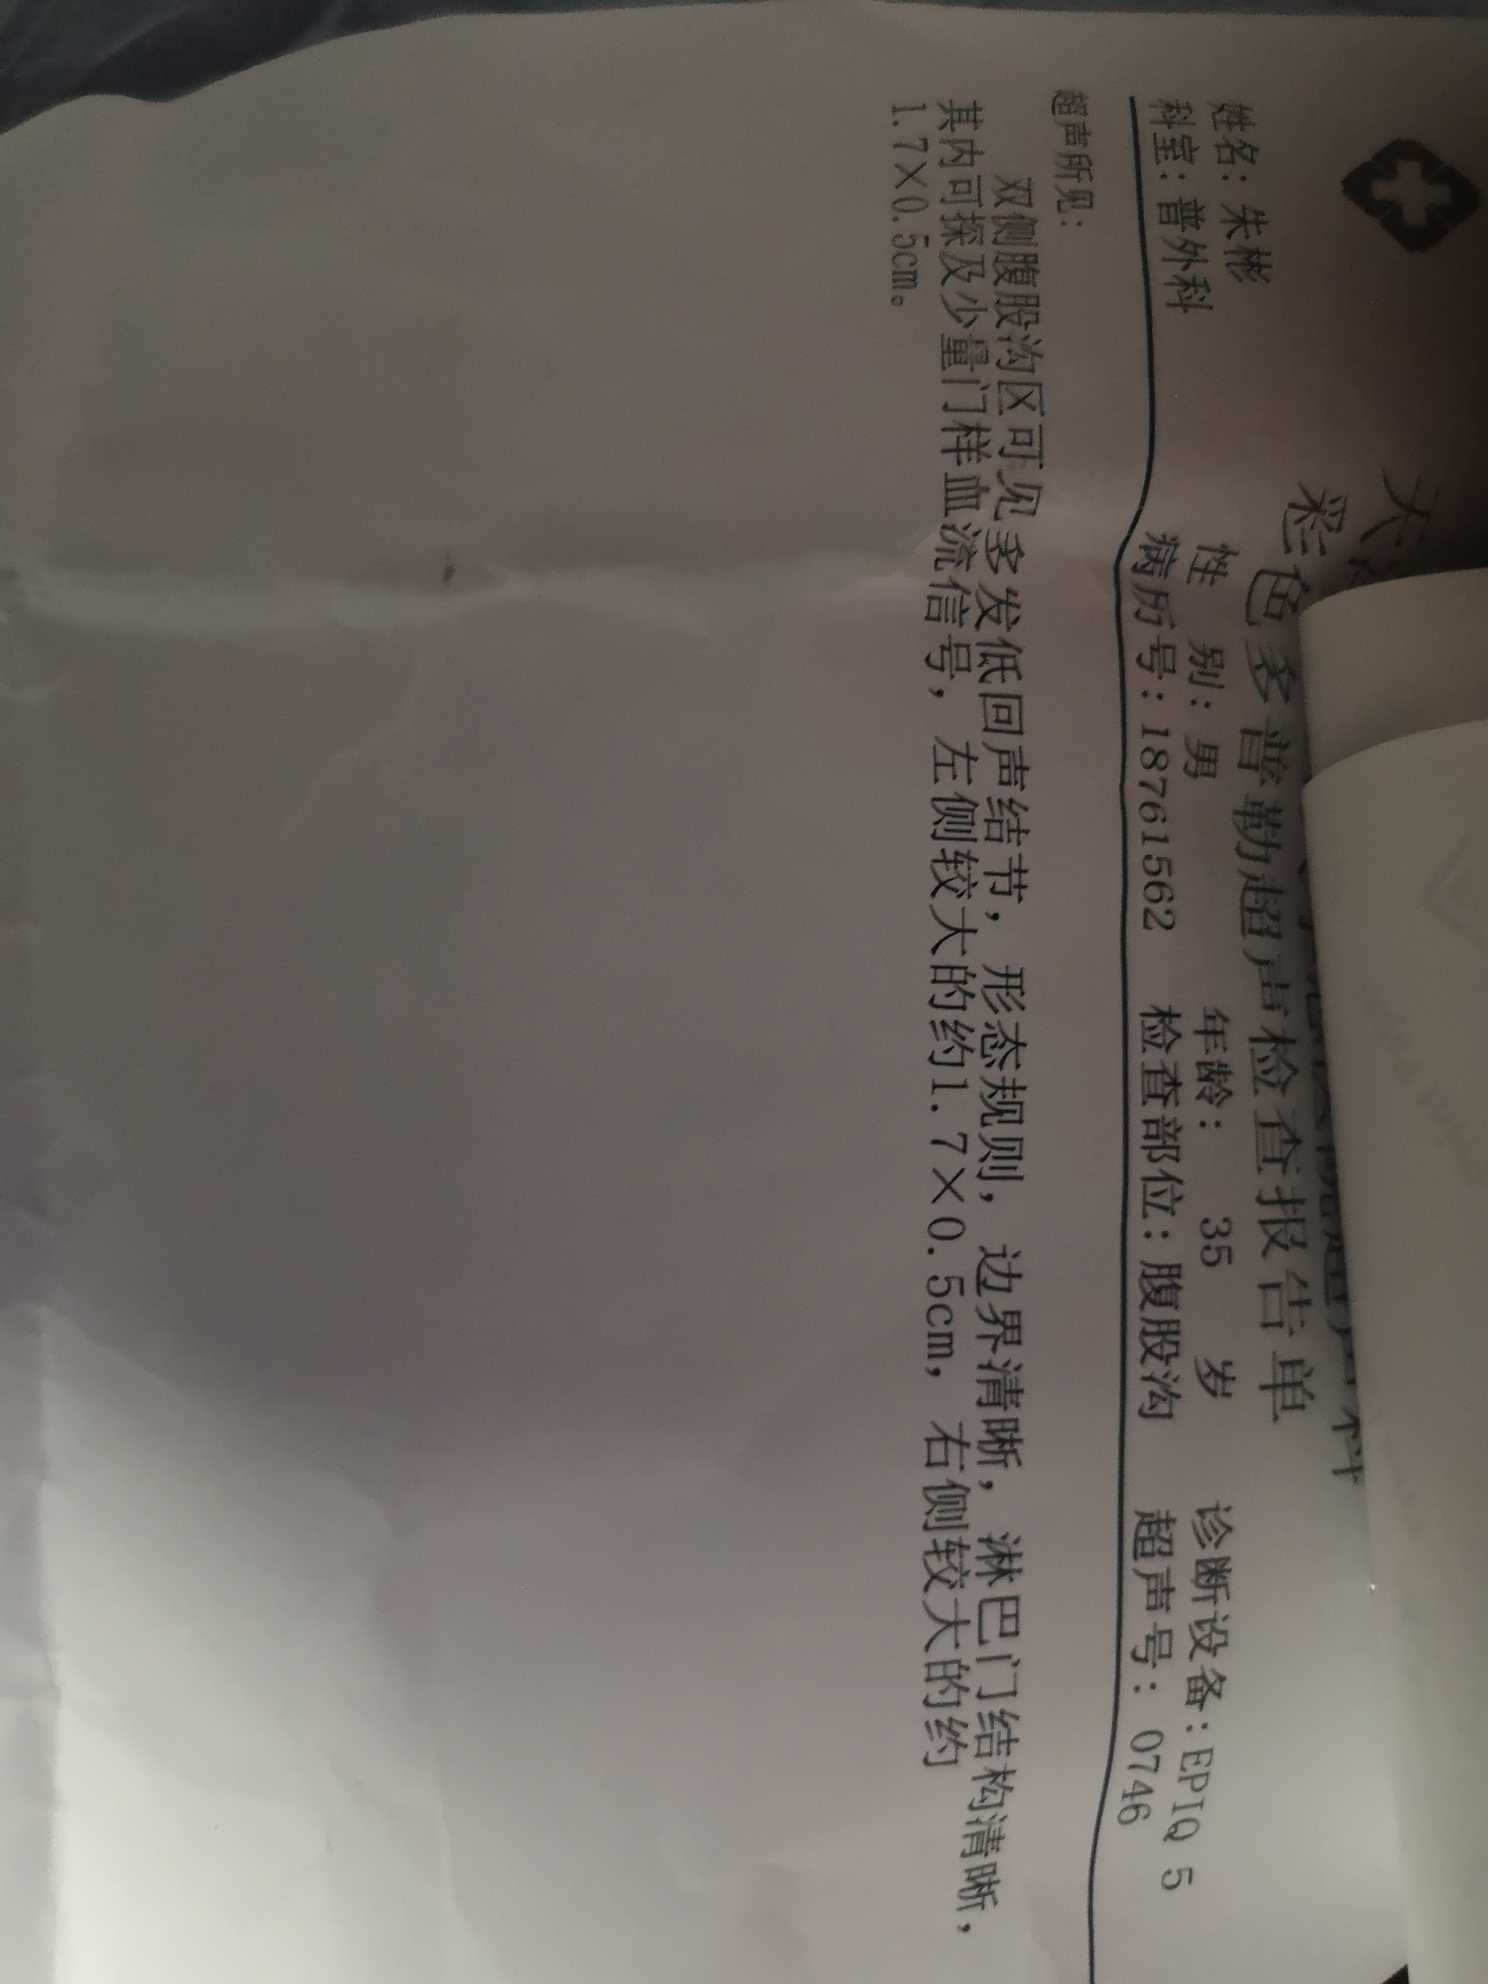 彩色多普勒超声检查报告单
姓名: 朱彬 性 别: 男 年龄: 35 岁 诊断设备:EPIQ 5
科室: 普外科 病历号:18761562 检查部位:腹股沟 超声号: 0746
超声所见:
双侧腹股沟区可见多发低回声结节, 形态规则, 边界清晰, 淋巴门结构清晰,
其内可探及少量门样血流信号, 左侧较大的约1.7×0.5cm, 右侧较大的约
1.7×0.5cm。